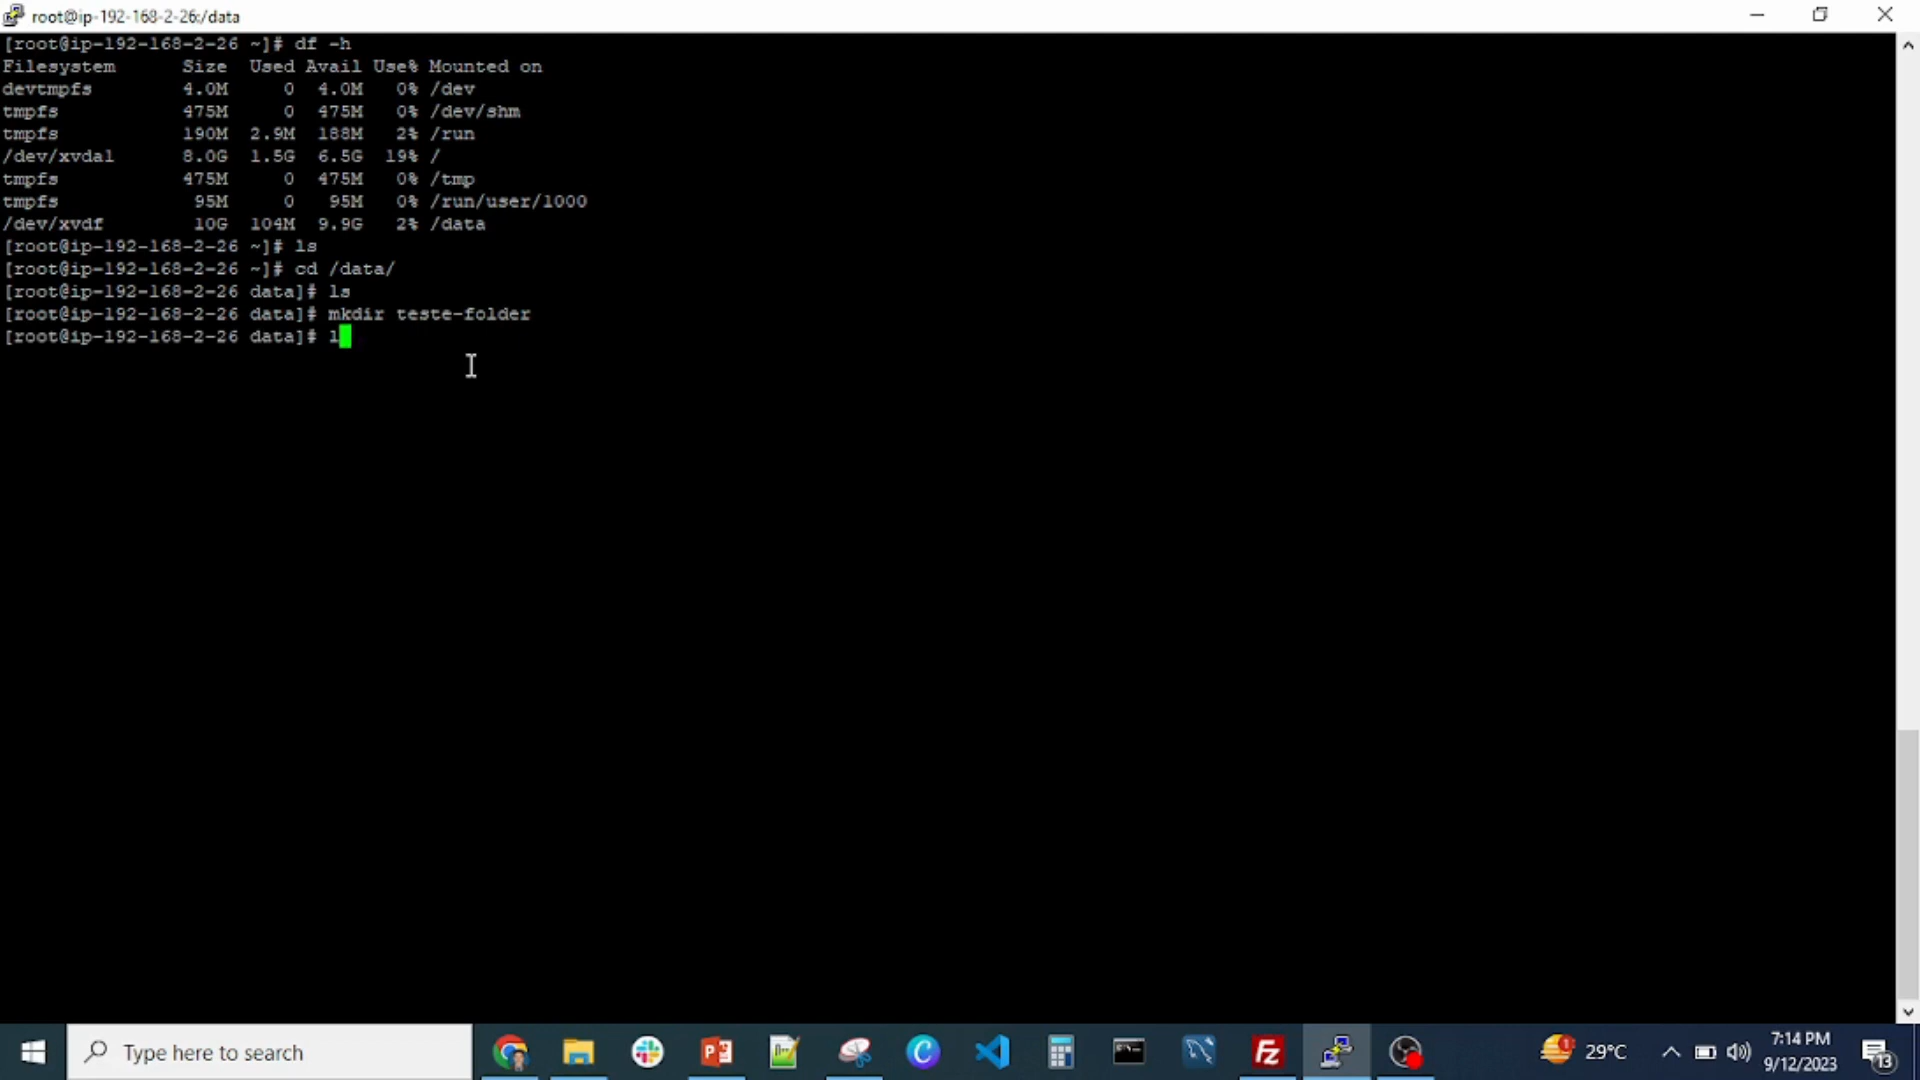 root@ip-192-168-2-26:/data
[root@ip-192-168-2-26 ~]# df -h
Filesystem      Size  Used Avail Use% Mounted on
devtmpfs        4.0M     0  4.0M   0% /dev
tmpfs           475M     0  475M   0% /dev/shm
tmpfs           190M  2.9M  188M   2% /run
/dev/xvda1      8.0G  1.5G  6.5G  19% /
tmpfs           475M     0  475M   0% /tmp
tmpfs            95M     0   95M   0% /run/user/1000
/dev/xvdf        10G  104M  9.9G   2% /data
[root@ip-192-168-2-26 ~]# ls
[root@ip-192-168-2-26 ~]# cd /data/
[root@ip-192-168-2-26 data]# ls
[root@ip-192-168-2-26 data]# mkdir teste-folder
[root@ip-192-168-2-26 data]# l
Type here to search
29°C
7:14 PM
9/12/2023
13